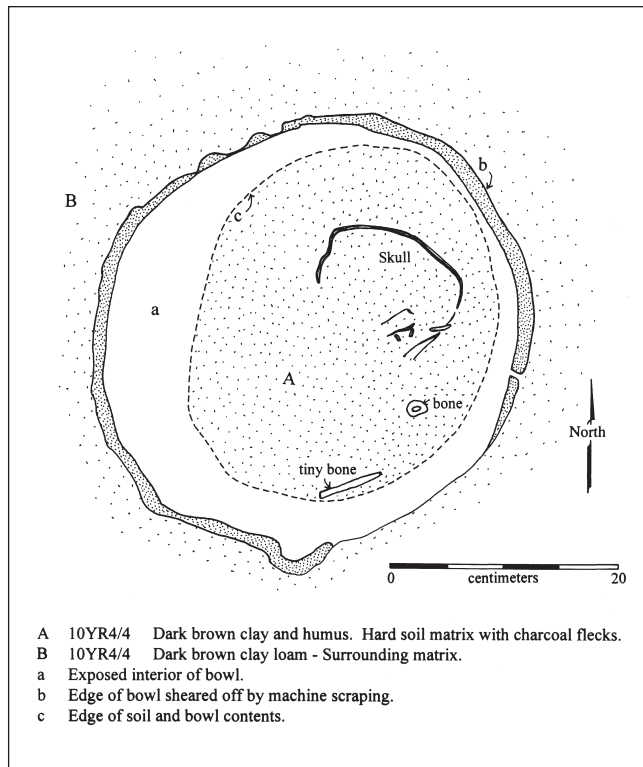 b
B
c
Skull
a
A
bone
North
tiny bone
0 20
centimeters
A 10YR4/4 Dark brown clay and humus. Hard soil matrix with charcoal flecks.
B 10YR4/4 Dark brown clay loam - Surrounding matrix.
a Exposed interior of bowl.
b Edge of bowl sheared off by machine scraping.
c Edge of soil and bowl contents.